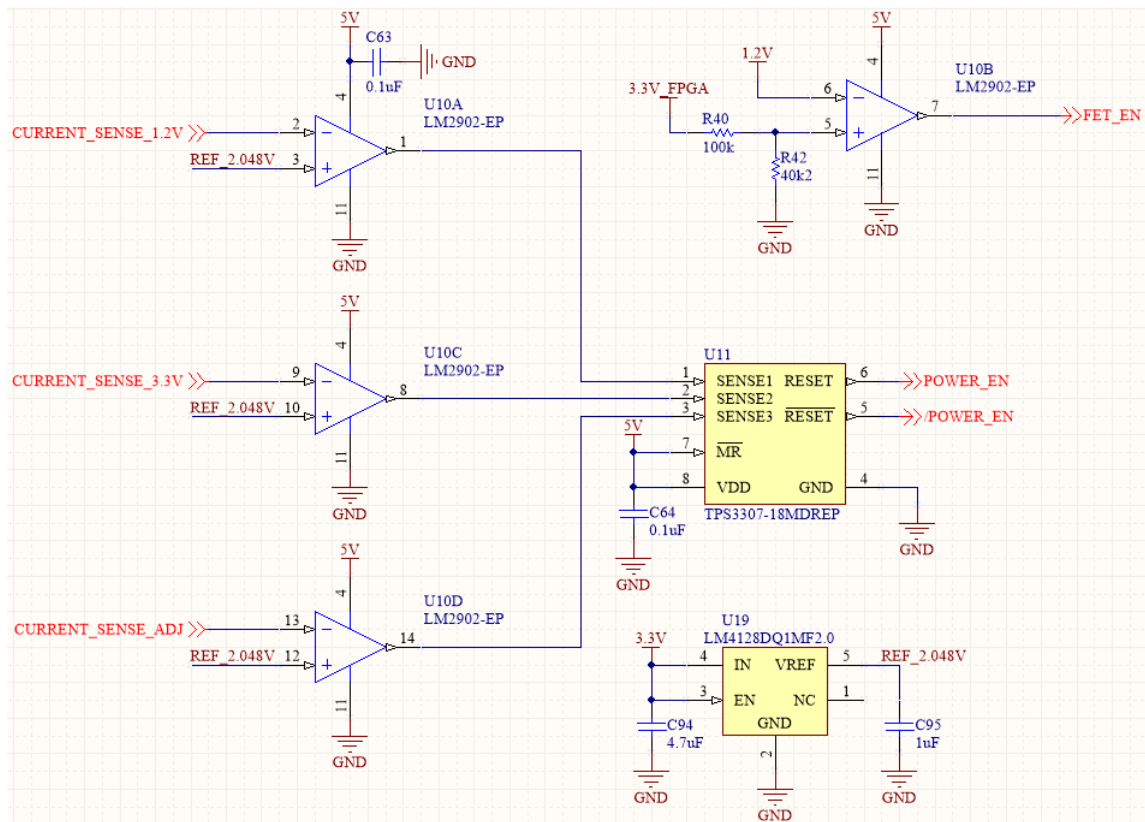 5V
C63
0.1uF
GND
4
U10A
LM2902-EP
CURRENT_SENSE_1.2V
2
REF_2.048V
3
1
11
GND
5V
1.2V
4
U10B
LM2902-EP
3.3V_FPGA
6
7
FET_EN
R40
100k
5
R42
40k2
11
GND
GND
5V
4
U10C
LM2902-EP
CURRENT_SENSE_3.3V
9
8
REF_2.048V
10
11
GND
U11
1 SENSE1 RESET 6 POWER_EN
2 SENSE2
3 SENSE3 RESET 5 /POWER_EN
5V
7 MR
8 VDD GND 4
C64
0.1uF
TPS3307-18MDREP
GND
GND
5V
4
U10D
LM2902-EP
CURRENT_SENSE_ADJ
13
14
REF_2.048V
12
11
GND
U19
3.3V
LM4128DQ1MF2.0
4 IN VREF 5 REF_2.048V
3 EN NC 1
GND
C94
4.7uF
2
C95
1uF
GND
GND
GND